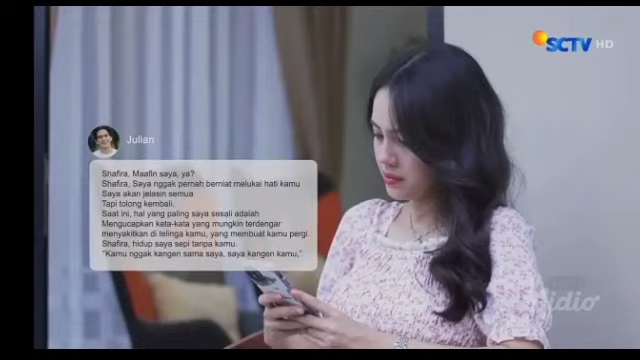 SCTV HD
Julian
Shafira, Maafin saya, ya?
Shafira, Saya nggak pernah berniat melukai hati kamu
Saya akan jelasin semua
Tapi tolong kembali.
Saat ini, hal yang paling saya sesali adalah
Mengucapkan kata-kata yang mungkin terdengar
menyakitkan di telinga kamu, yang membuat kamu pergi.
Shafira, hidup saya sepi tanpa kamu.
"Kamu nggak kangen sama saya, saya kangen kamu,"
vidio